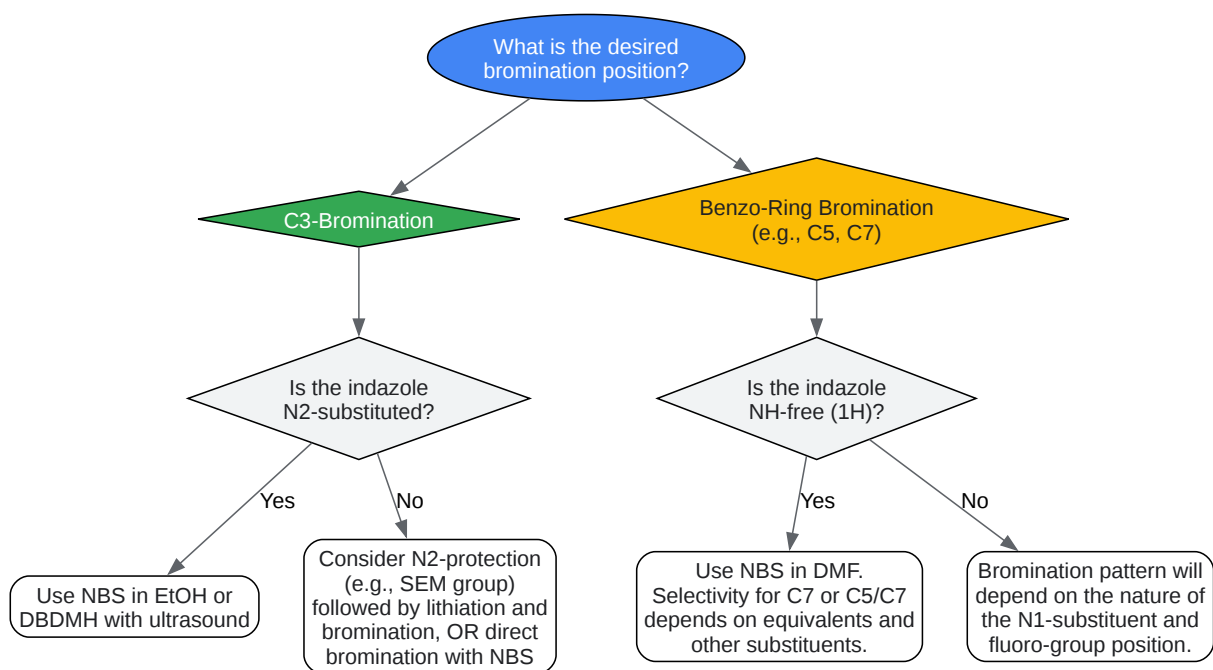 What is the desired
bromination position?
C3-Bromination
Benzo-Ring Bromination
(e.g., C5, C7)
Is the indazole
N2-substituted?
Is the indazole
NH-free (1H)?
Yes
No
Yes
No
Use NBS in EtOH or
DBDMH with ultrasound
Consider N2-protection
(e.g., SEM group)
followed by lithiation and
bromination, OR direct
bromination with NBS
Use NBS in DMF.
Selectivity for C7 or C5/C7
depends on equivalents and
other substituents.
Bromination pattern will
depend on the nature of
the N1-substituent and
fluoro-group position.